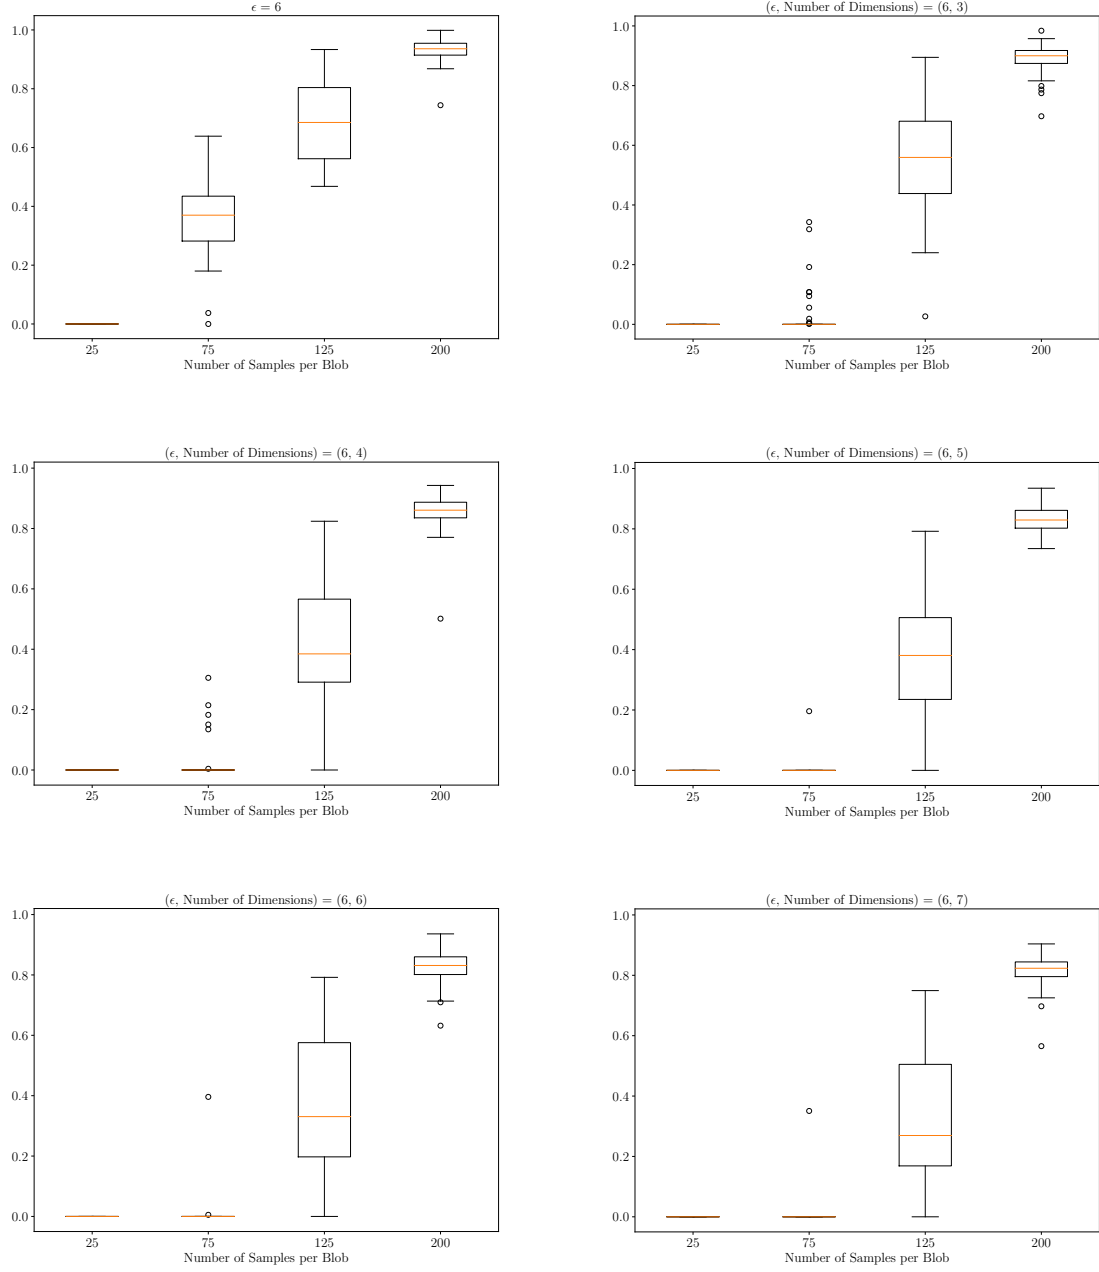 ϵ = 6
1.0
0.8
0.6
0.4
0.2
0.0
25 75 125 200
Number of Samples per Blob
(ϵ, Number of Dimensions) = (6, 3)
1.0
0.8
0.6
0.4
0.2
0.0
25 75 125 200
Number of Samples per Blob
(ϵ, Number of Dimensions) = (6, 4)
1.0
0.8
0.6
0.4
0.2
0.0
25 75 125 200
Number of Samples per Blob
(ϵ, Number of Dimensions) = (6, 5)
1.0
0.8
0.6
0.4
0.2
0.0
25 75 125 200
Number of Samples per Blob
(ϵ, Number of Dimensions) = (6, 6)
1.0
0.8
0.6
0.4
0.2
0.0
25 75 125 200
Number of Samples per Blob
(ϵ, Number of Dimensions) = (6, 7)
1.0
0.8
0.6
0.4
0.2
0.0
25 75 125 200
Number of Samples per Blob